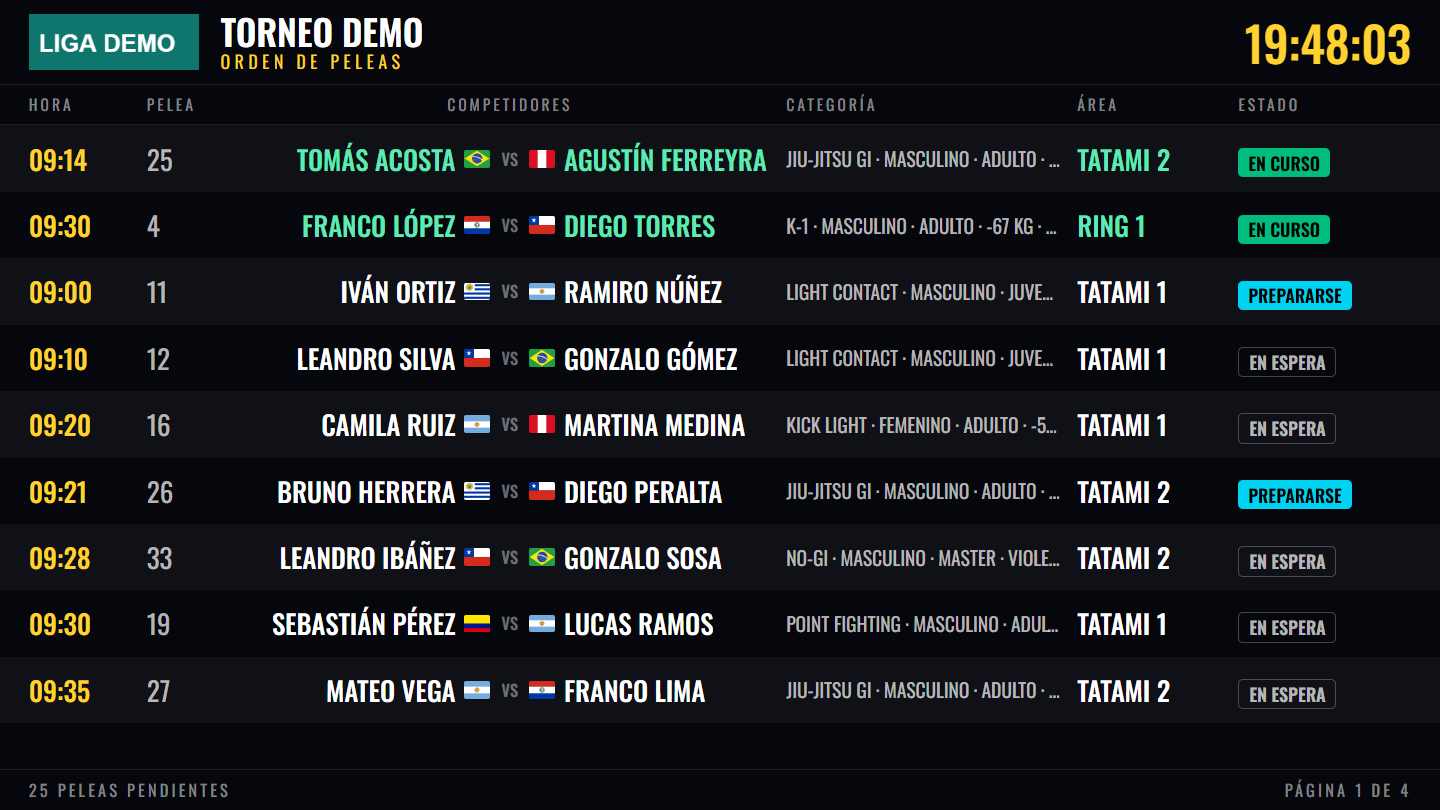 LIGA DEMO
TORNEO DEMO
ORDEN DE PELEAS
19:48:03
HORA PELEA COMPETIDORES CATEGORÍA ÁREA ESTADO
09:14 25 TOMÁS ACOSTA VS AGUSTÍN FERREYRA JIU-JITSU GI · MASCULINO · ADULTO · ... TATAMI 2 EN CURSO
09:30 4 FRANCO LÓPEZ VS DIEGO TORRES K-1 · MASCULINO · ADULTO · -67 KG · ... RING 1 EN CURSO
09:00 11 IVÁN ORTIZ VS RAMIRO NÚÑEZ LIGHT CONTACT · MASCULINO · JUVE... TATAMI 1 PREPARARSE
09:10 12 LEANDRO SILVA VS GONZALO GÓMEZ LIGHT CONTACT · MASCULINO · JUVE... TATAMI 1 EN ESPERA
09:20 16 CAMILA RUIZ VS MARTINA MEDINA KICK LIGHT · FEMENINO · ADULTO · -5... TATAMI 1 EN ESPERA
09:21 26 BRUNO HERRERA VS DIEGO PERALTA JIU-JITSU GI · MASCULINO · ADULTO · ... TATAMI 2 PREPARARSE
09:28 33 LEANDRO IBÁÑEZ VS GONZALO SOSA NO-GI · MASCULINO · MASTER · VIOLE... TATAMI 2 EN ESPERA
09:30 19 SEBASTIÁN PÉREZ VS LUCAS RAMOS POINT FIGHTING · MASCULINO · ADUL... TATAMI 1 EN ESPERA
09:35 27 MATEO VEGA VS FRANCO LIMA JIU-JITSU GI · MASCULINO · ADULTO · ... TATAMI 2 EN ESPERA
25 PELEAS PENDIENTES
PÁGINA 1 DE 4